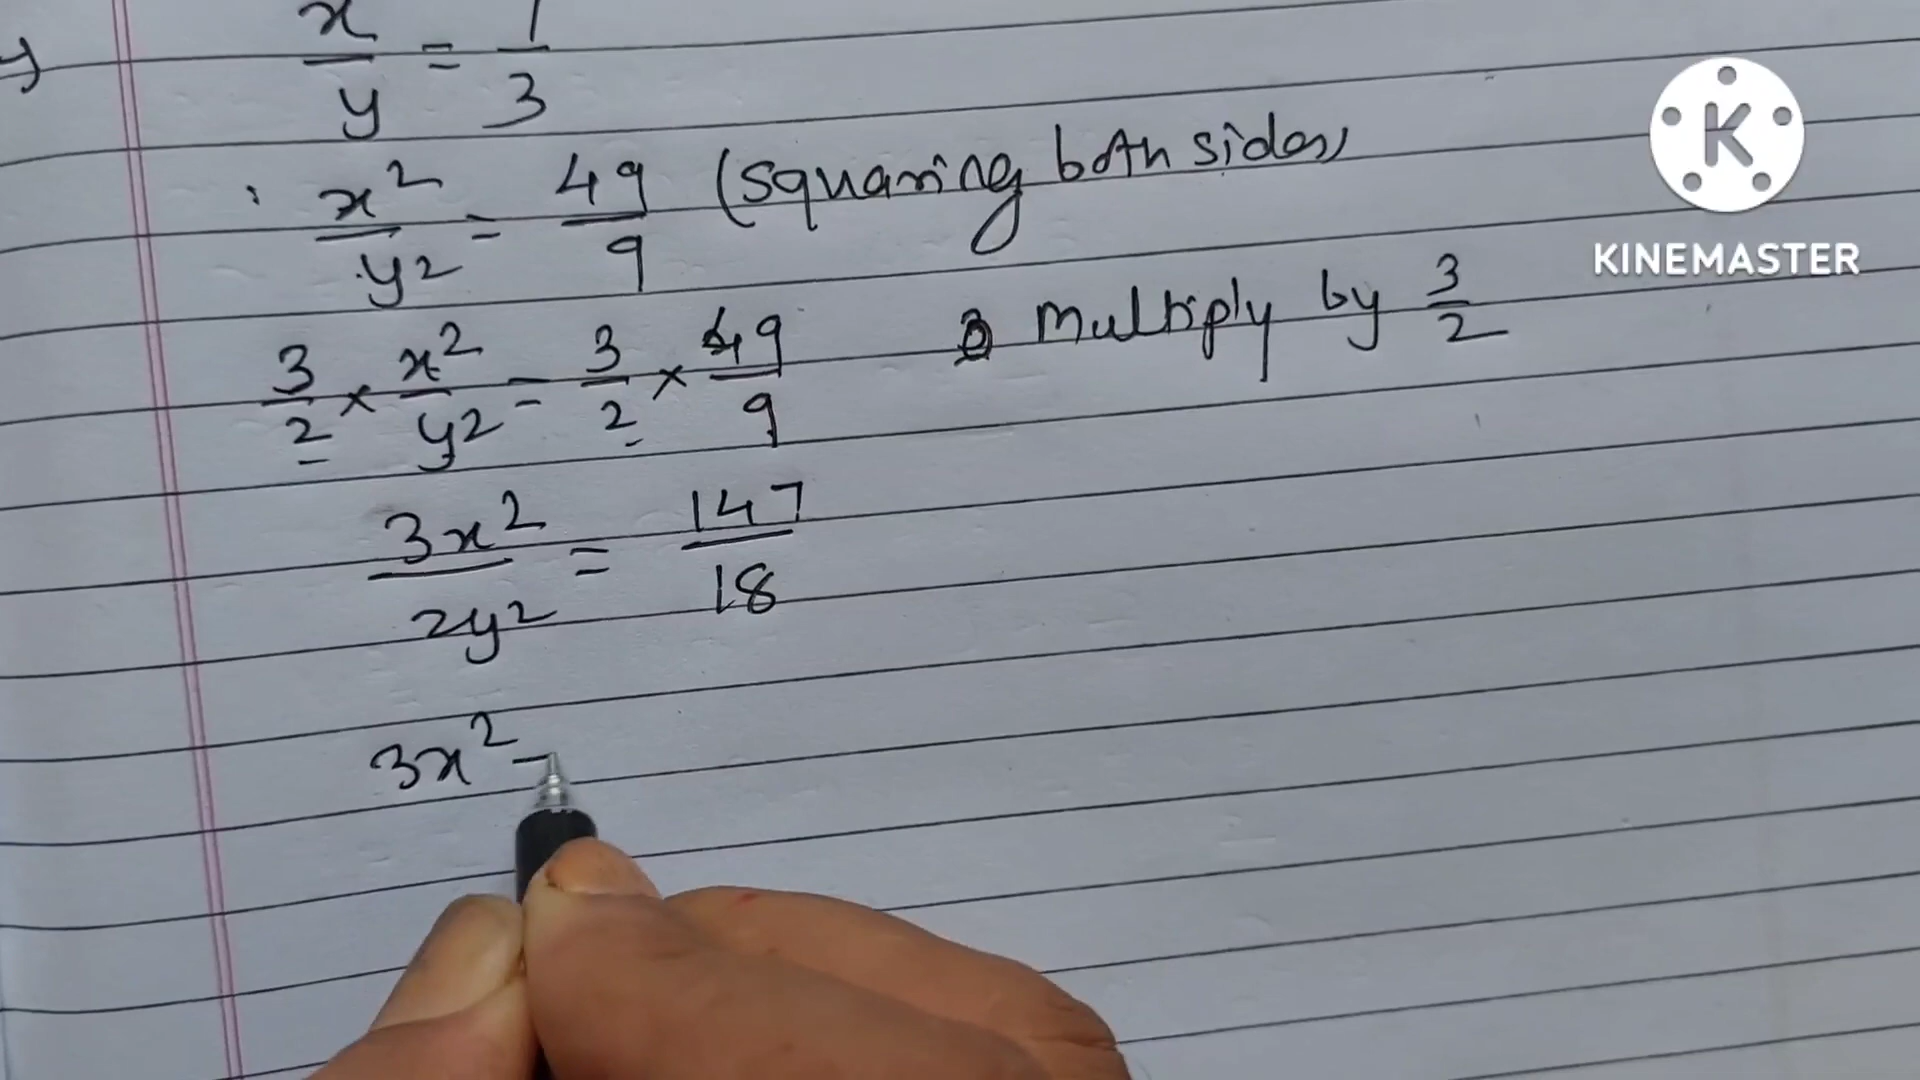 x/y = 7/3
x²/y² = 49/9 (squaring both sides
3/2 × x²/y² = 3/2 × 49/9 Multiply by 3/2
3x²/2y² = 147/18
3x² -
K
KINEMASTER